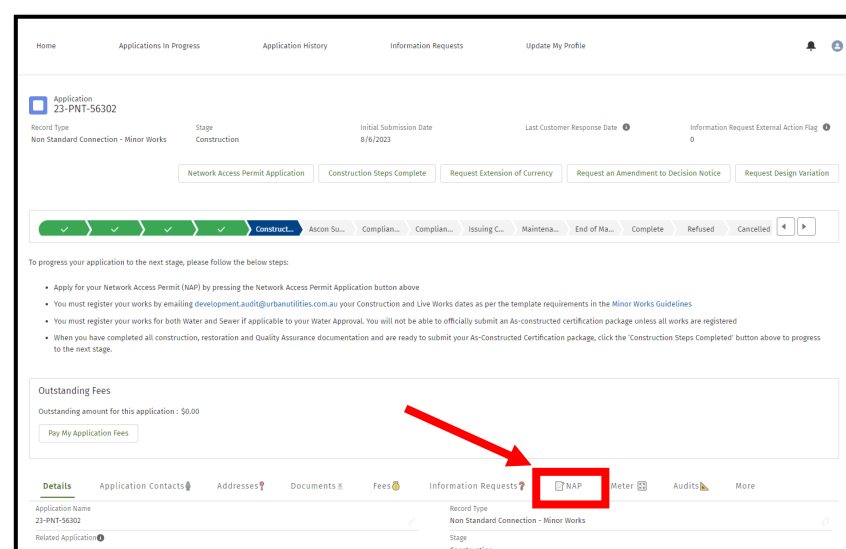 Home Applications In Progress Application History Information Requests Update My Profile
Application
23-PNT-56302
Record Type Stage Initial Submission Date Last Customer Response Date Information Request External Action Flag
Non Standard Connection - Minor Works Construction 8/6/2023 0
Network Access Permit Application Construction Steps Complete Request Extension of Currency Request an Amendment to Decision Notice Request Design Variation
Construct... Ascon Su... Complian... Complian... Issuing C... Maintena... End of Ma... Complete Refused Cancelled
To progress your application to the next stage, please follow the below steps:
• Apply for your Network Access Permit (NAP) by pressing the Network Access Permit Application button above
• You must register your works by emailing development.audit@urbanutilities.com.au your Construction and Live Works dates as per the template requirements in the Minor Works Guidelines
• You must register your works for both Water and Sewer if applicable to your Water Approval. You will not be able to officially submit an As-constructed certification package unless all works are registered
• When you have completed all construction, restoration and Quality Assurance documentation and are ready to submit your As-Constructed Certification package, click the 'Construction Steps Completed' button above to progress
to the next stage.
Outstanding Fees
Outstanding amount for this application : $0.00
Pay My Application Fees
Details Application Contacts Addresses Documents Fees Information Requests NAP Meter Audits More
Application Name Record Type
23-PNT-56302 Non Standard Connection - Minor Works
Related Application Stage
Construction